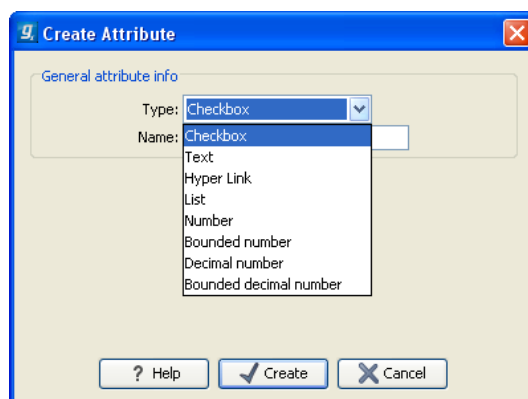 Create Attribute
General attribute info
Type: Checkbox
Name: Checkbox
Text
Hyper Link
List
Number
Bounded number
Decimal number
Bounded decimal number
? Help Create Cancel